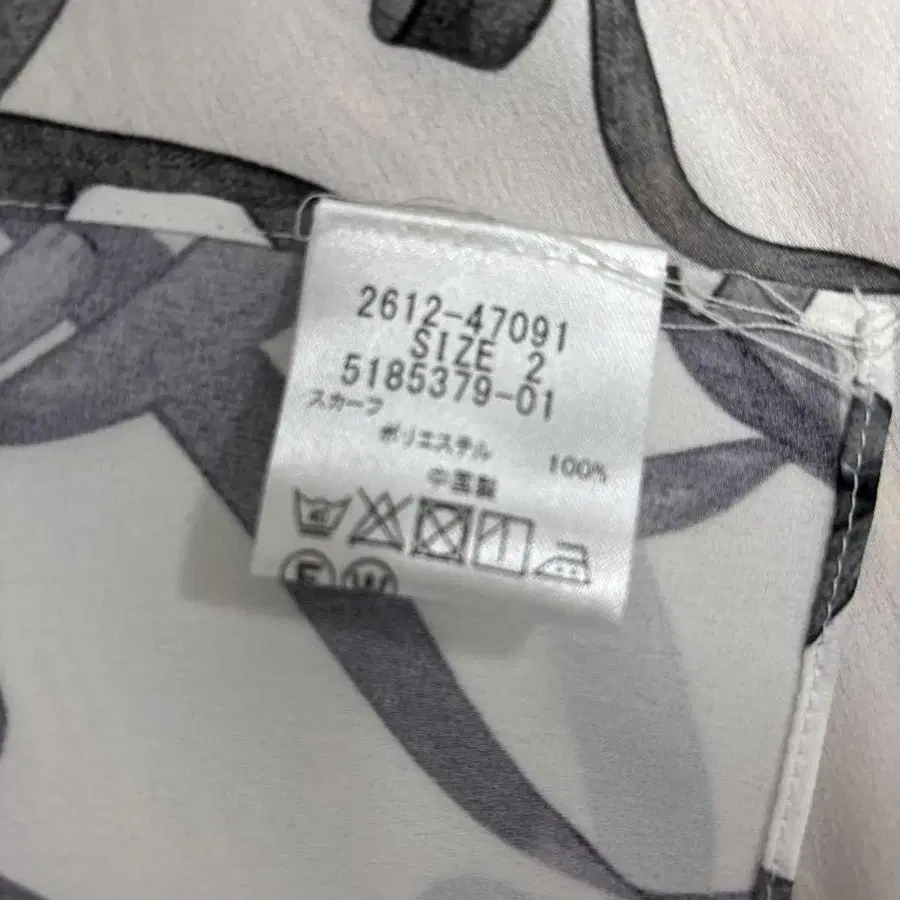 2612-47091
SIZE 2
5185379-01
スカーフ
ポリエステル 100%
中国製
F W